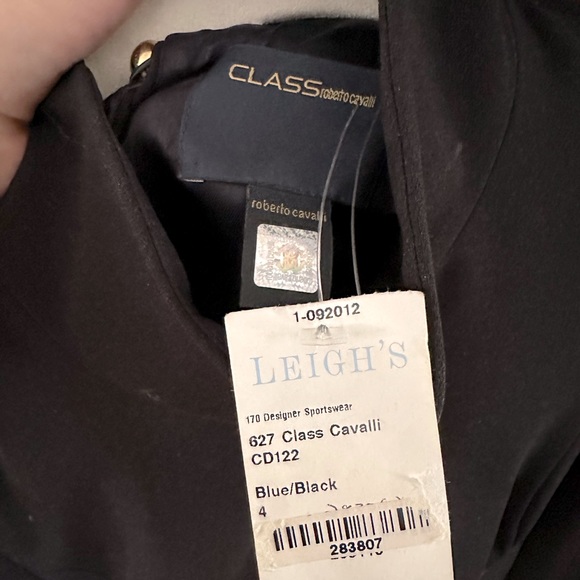 CLASS roberto cavalli
roberto cavalli
1-092012
LEIGH'S
170 Designer Sportswear
627 Class Cavalli
CD122
Blue/Black
4
283807